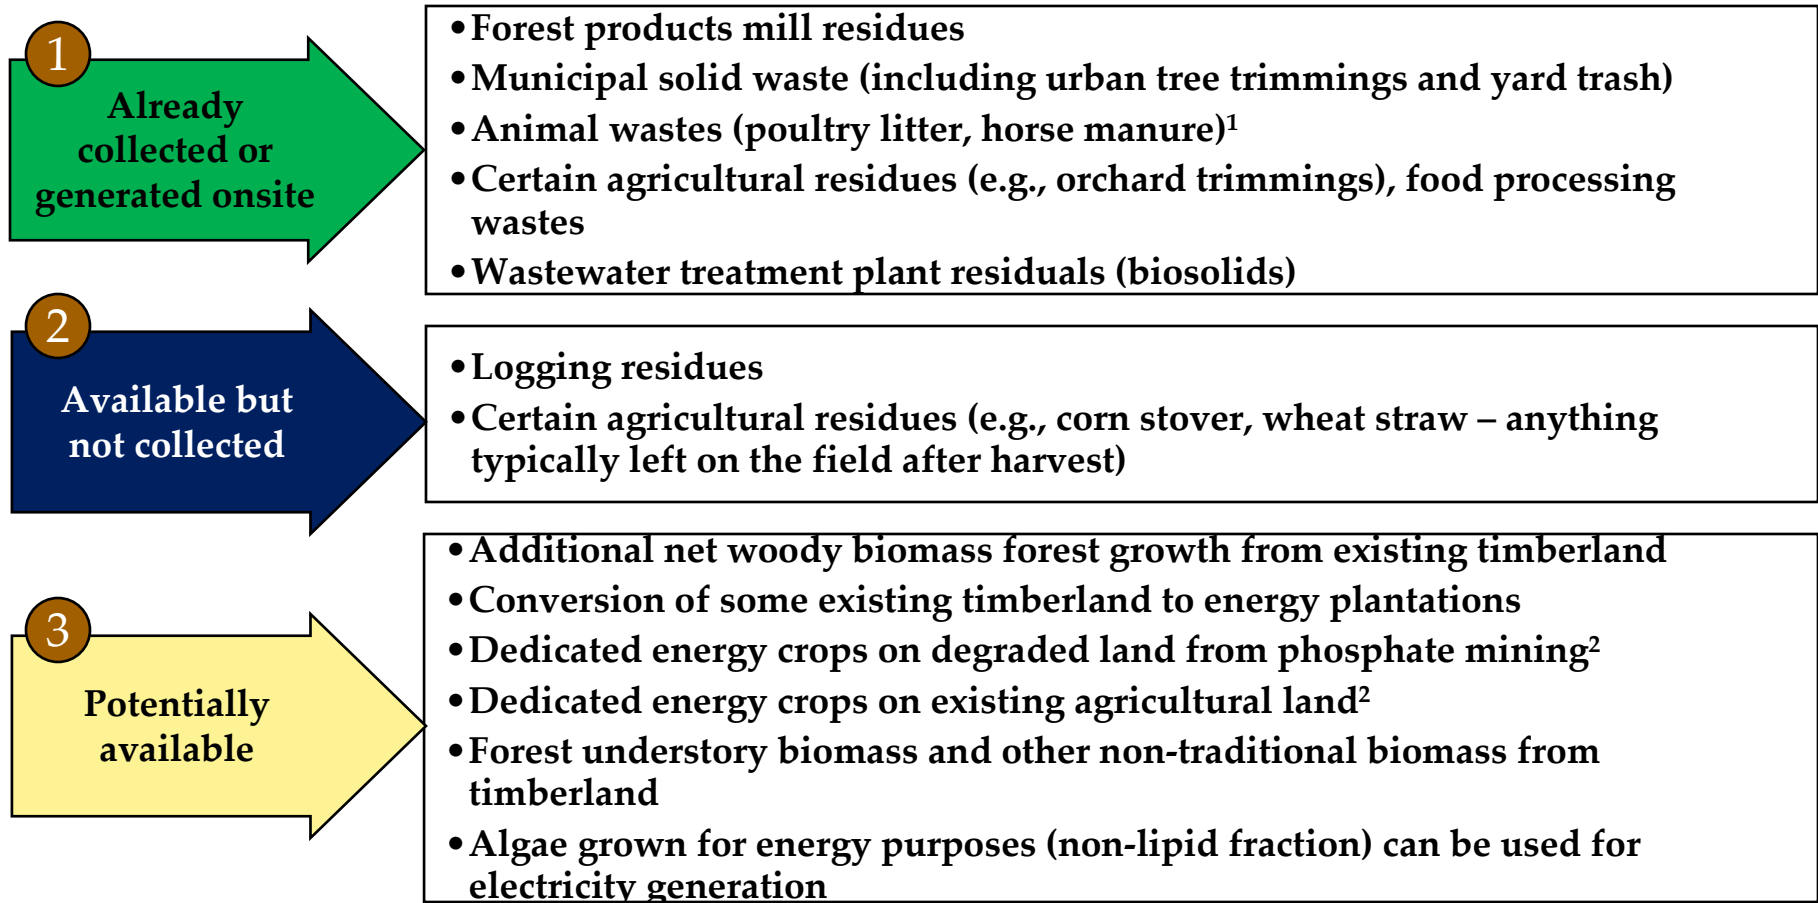 1
Already
collected or
generated onsite
•Forest products mill residues
•Municipal solid waste (including urban tree trimmings and yard trash)
•Animal wastes (poultry litter, horse manure)¹
•Certain agricultural residues (e.g., orchard trimmings), food processing
wastes
•Wastewater treatment plant residuals (biosolids)
2
Available but
not collected
•Logging residues
•Certain agricultural residues (e.g., corn stover, wheat straw – anything
typically left on the field after harvest)
3
Potentially
available
•Additional net woody biomass forest growth from existing timberland
•Conversion of some existing timberland to energy plantations
•Dedicated energy crops on degraded land from phosphate mining²
•Dedicated energy crops on existing agricultural land²
•Forest understory biomass and other non-traditional biomass from
timberland
•Algae grown for energy purposes (non-lipid fraction) can be used for
electricity generation